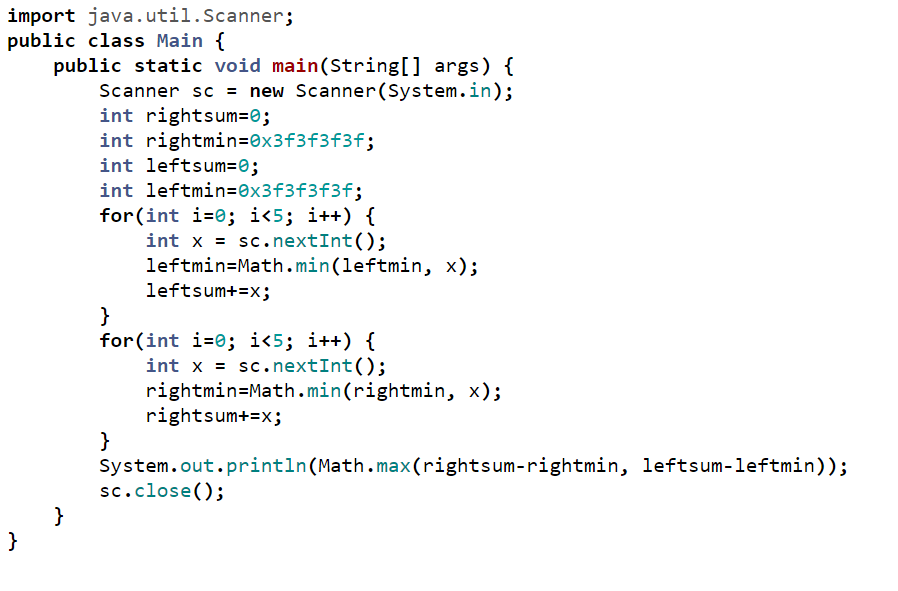 import java.util.Scanner;
public class Main {
    public static void main(String[] args) {
        Scanner sc = new Scanner(System.in);
        int rightsum=0;
        int rightmin=0x3f3f3f3f;
        int leftsum=0;
        int leftmin=0x3f3f3f3f;
        for(int i=0; i<5; i++) {
            int x = sc.nextInt();
            leftmin=Math.min(leftmin, x);
            leftsum+=x;
        }
        for(int i=0; i<5; i++) {
            int x = sc.nextInt();
            rightmin=Math.min(rightmin, x);
            rightsum+=x;
        }
        System.out.println(Math.max(rightsum-rightmin, leftsum-leftmin));
        sc.close();
    }
}